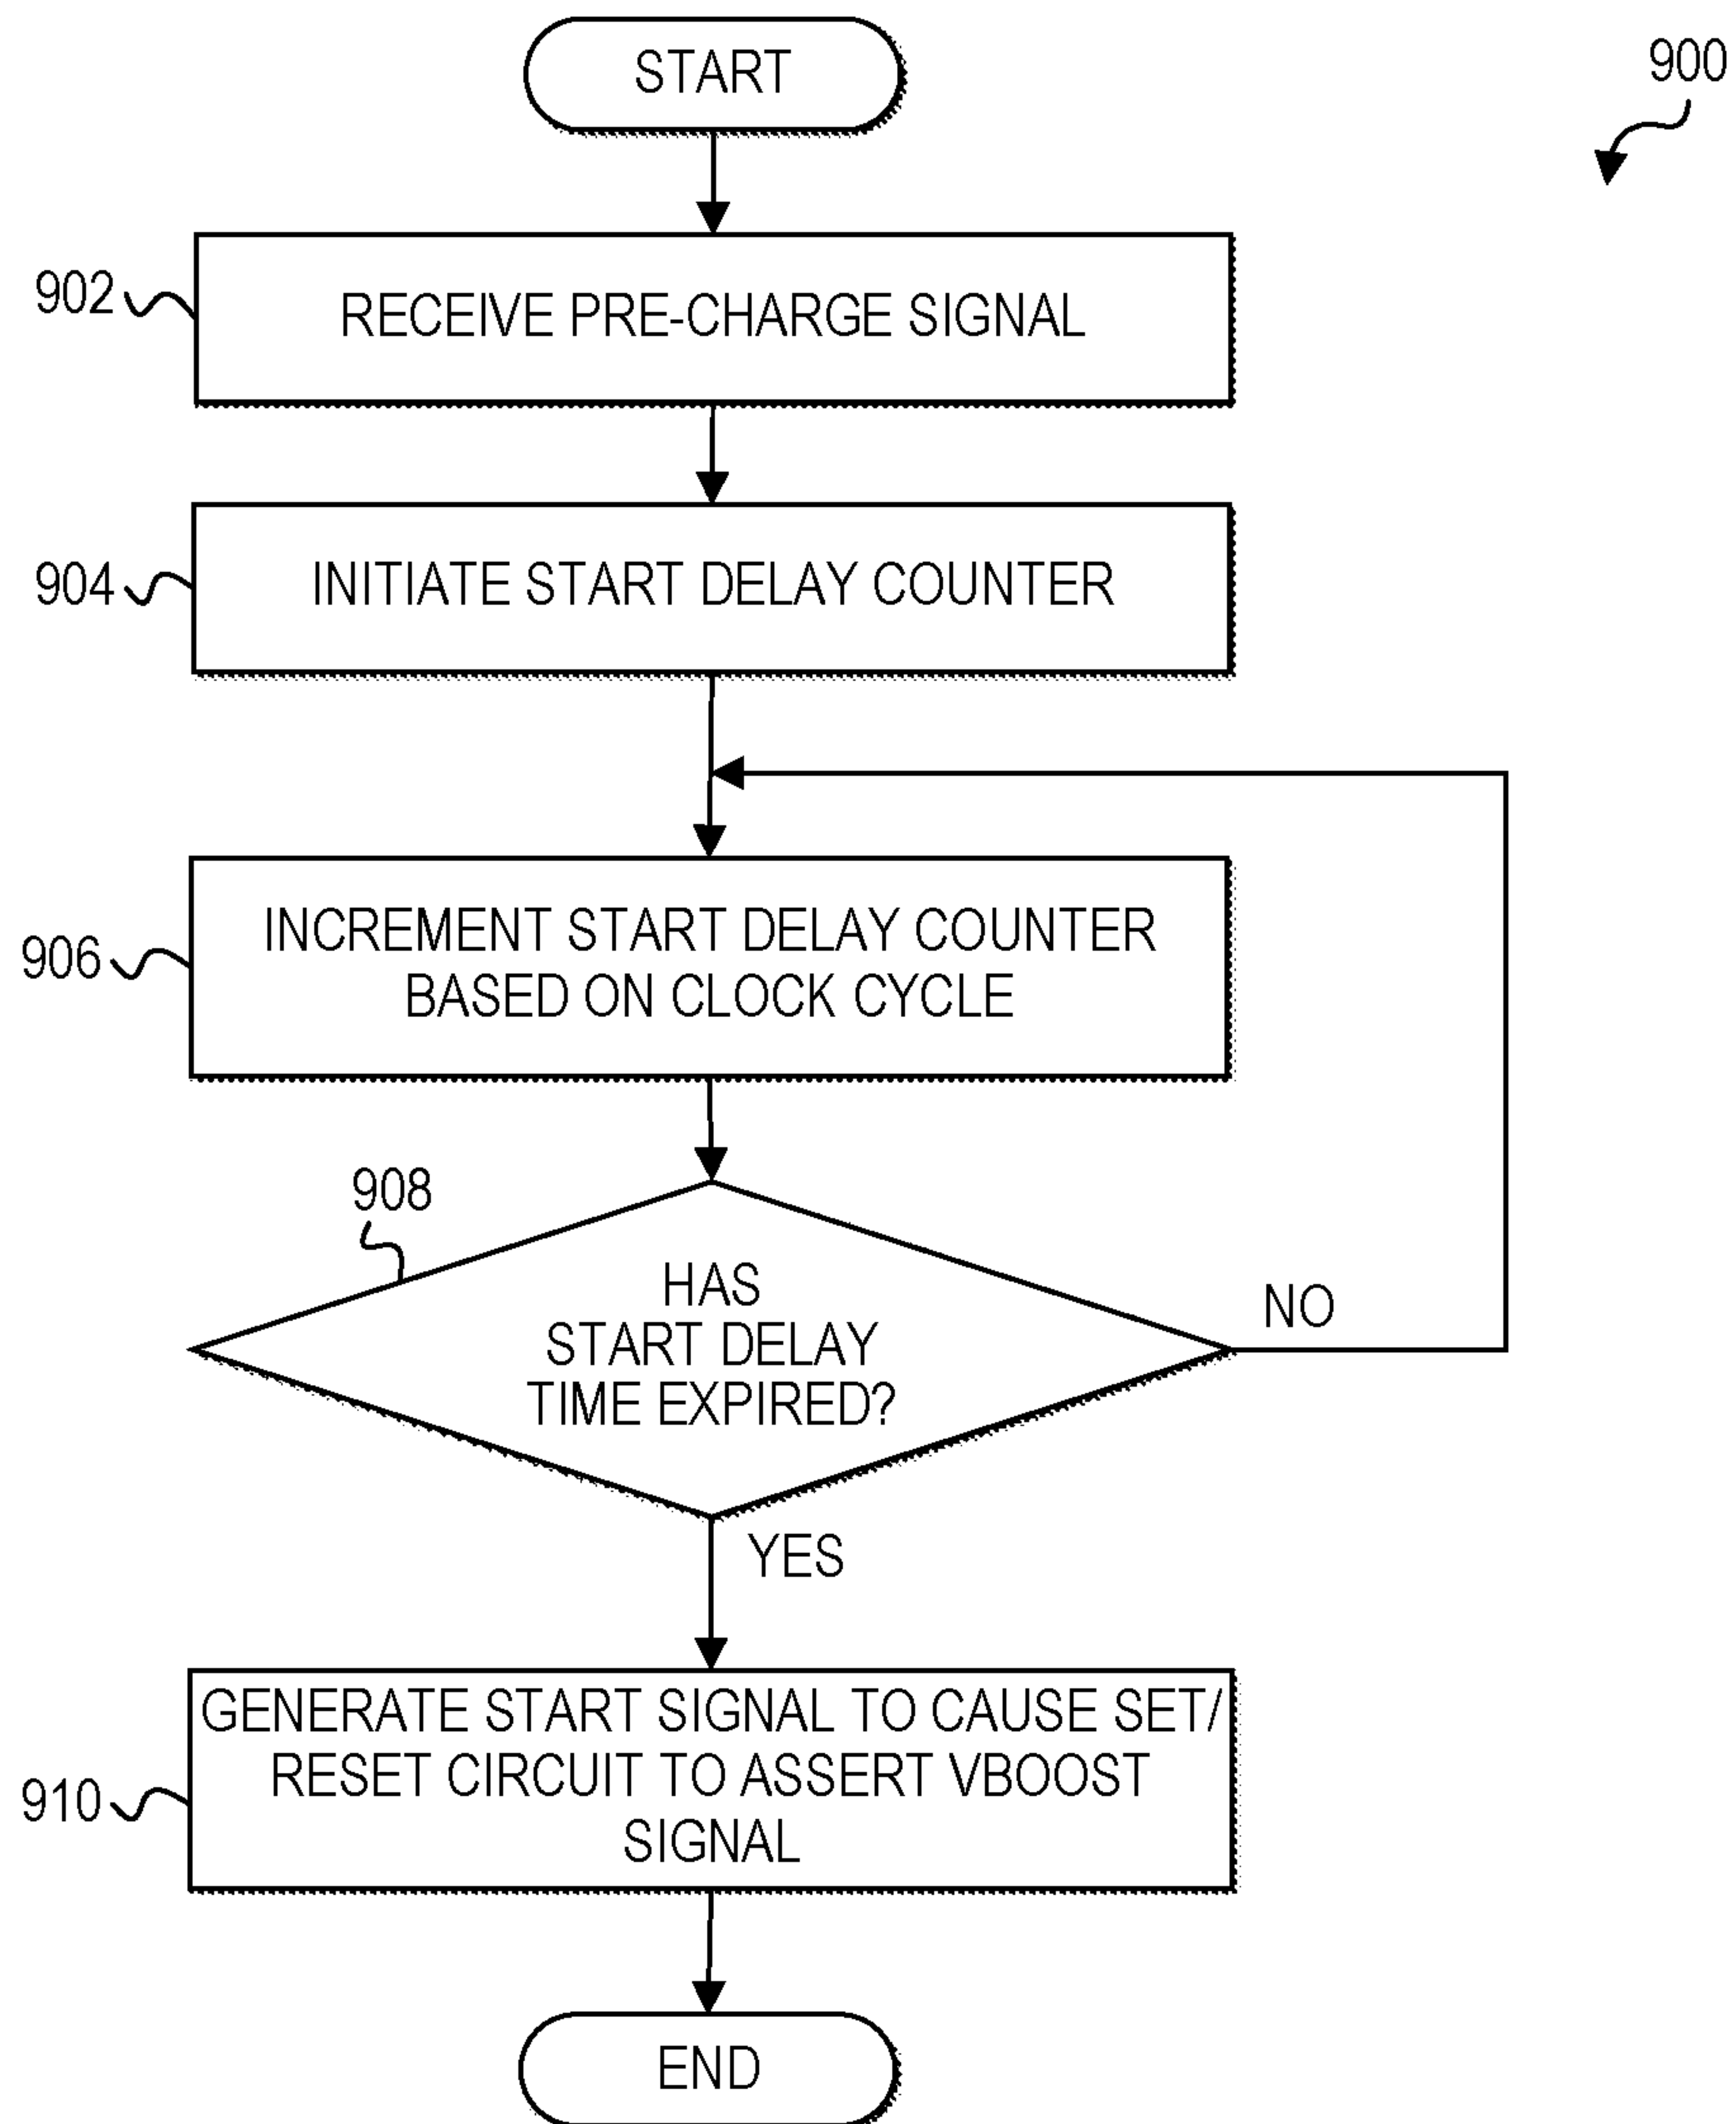 START
900
902
RECEIVE PRE-CHARGE SIGNAL
904
INITIATE START DELAY COUNTER
906
INCREMENT START DELAY COUNTER
BASED ON CLOCK CYCLE
908
HAS
START DELAY
TIME EXPIRED?
NO
YES
910
GENERATE START SIGNAL TO CAUSE SET/
RESET CIRCUIT TO ASSERT VBOOST
SIGNAL
END